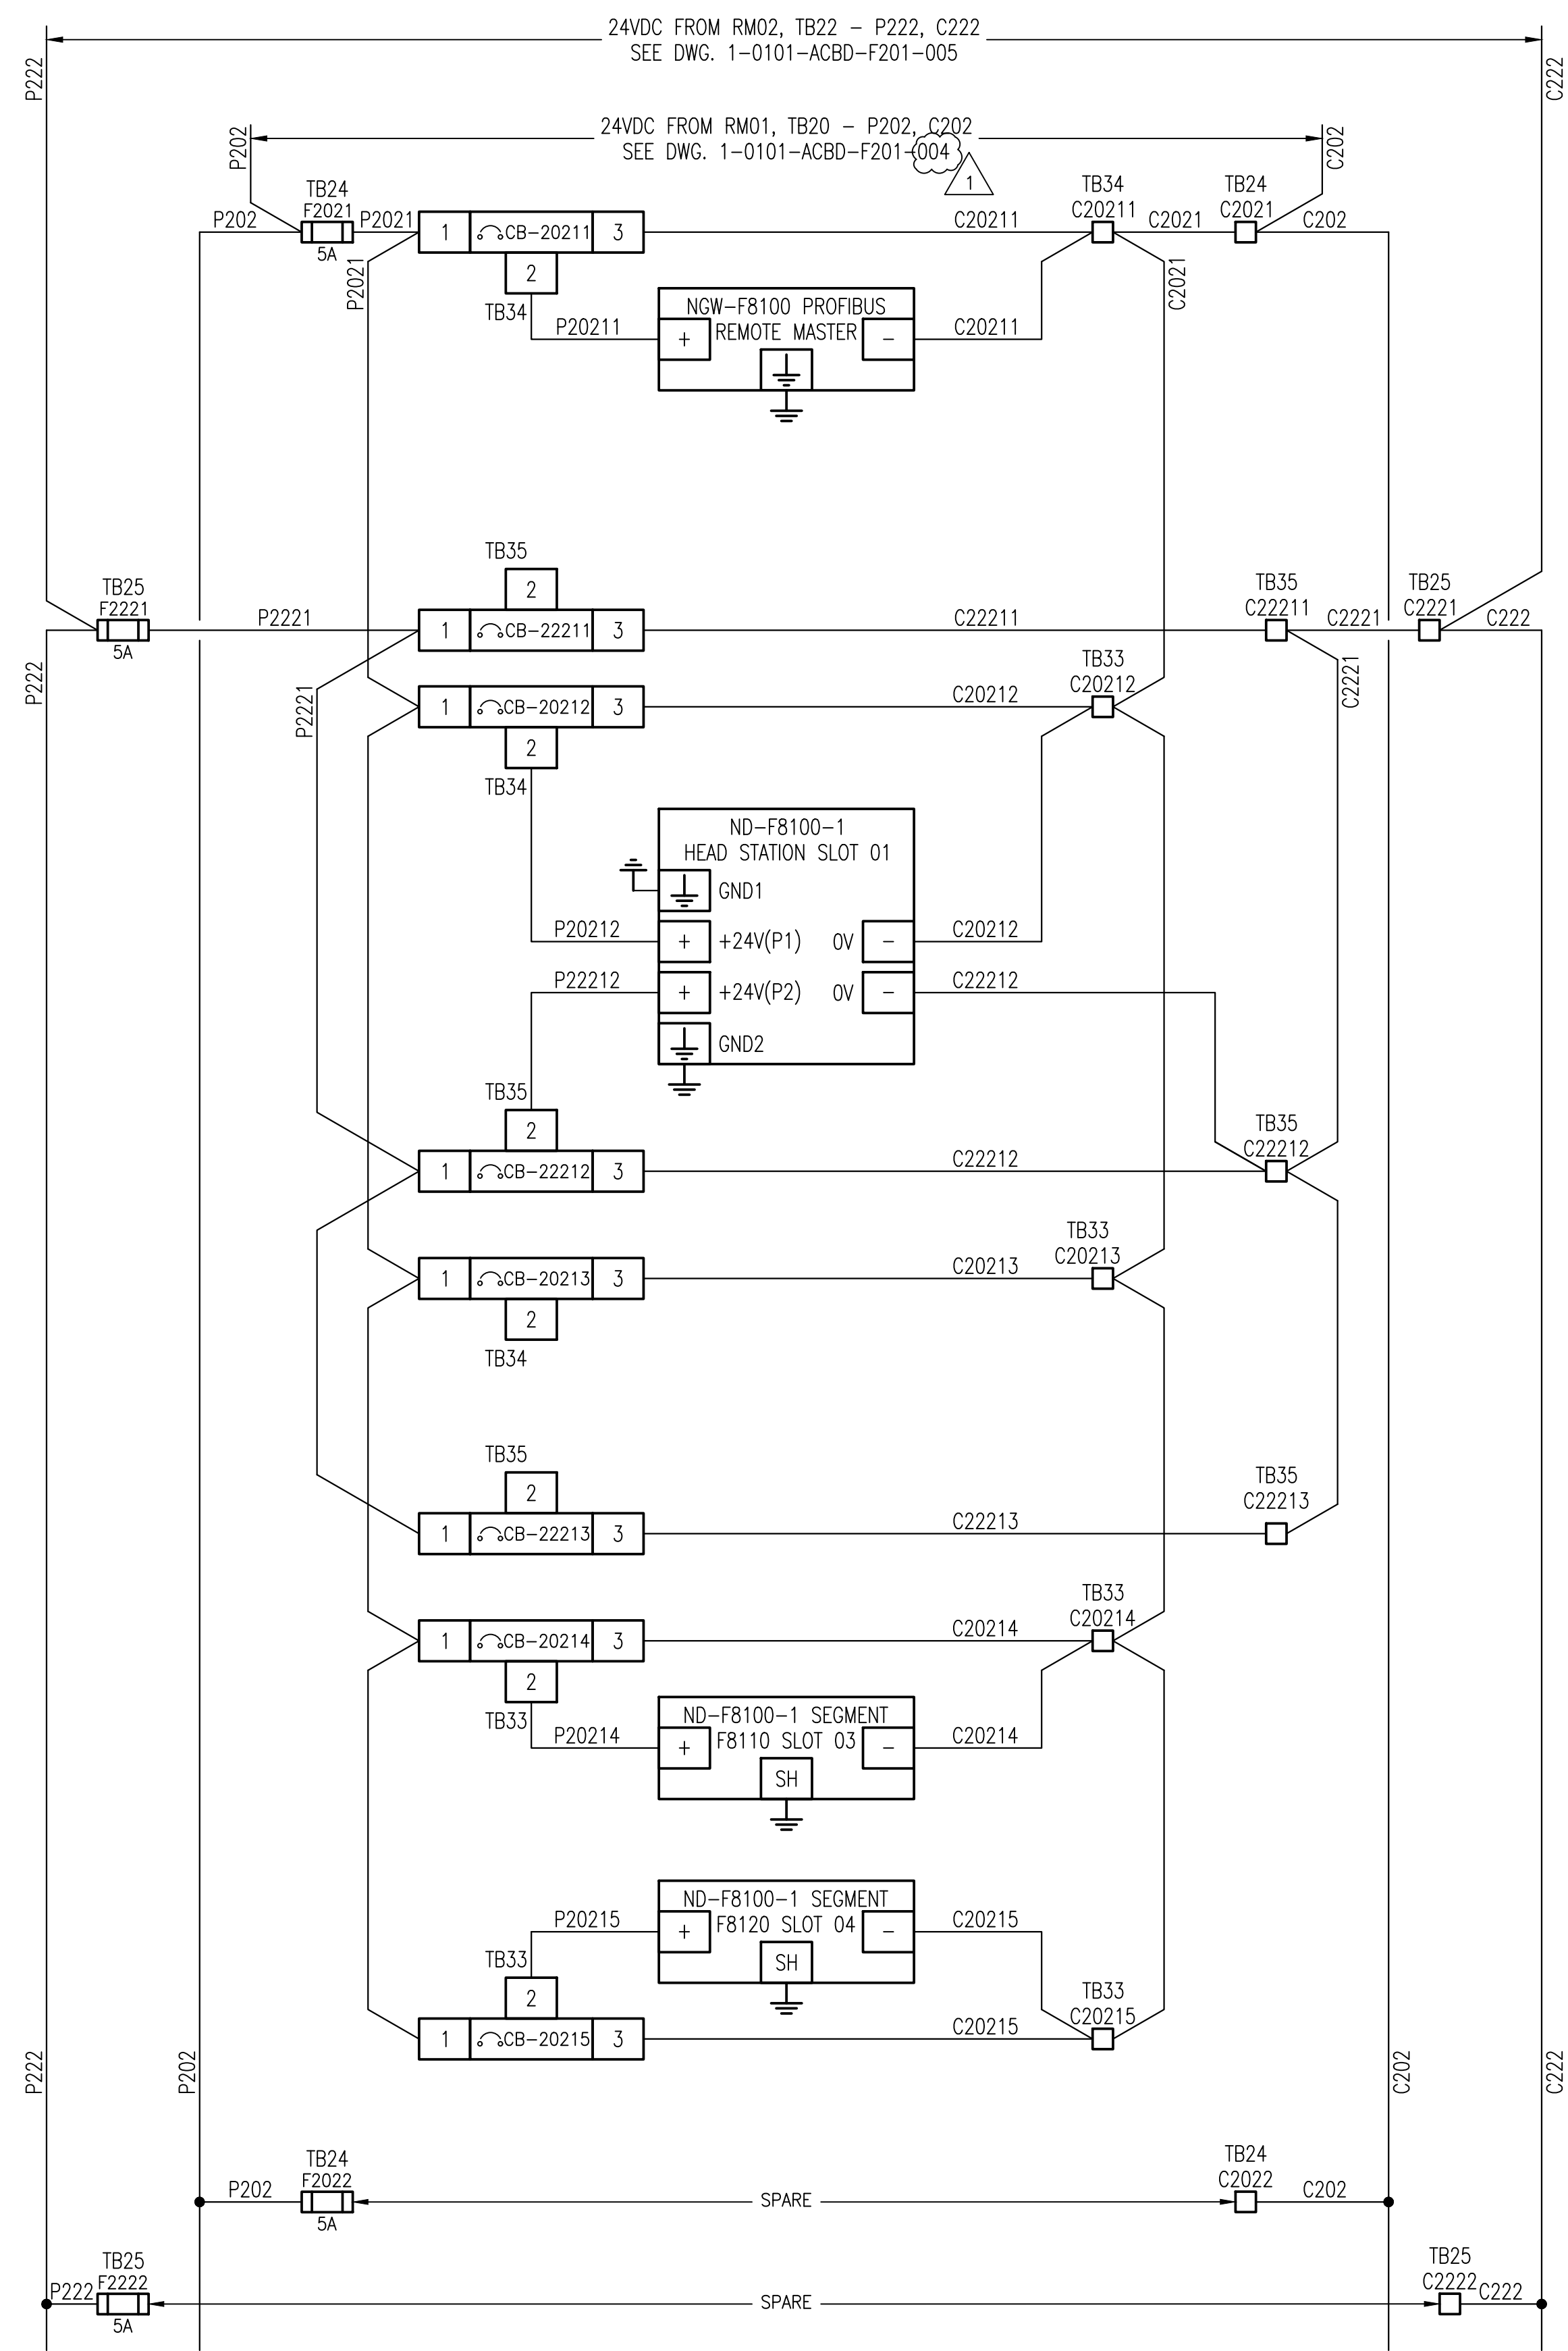 24VDC FROM RM02, TB22 - P222, C222
SEE DWG. 1-0101-ACBD-F201-005
P222
C222
24VDC FROM RM01, TB20 - P202, C202
SEE DWG. 1-0101-ACBD-F201-004
1
P202
C202
TB24
F2021
5A
P202
P2021
1
CB-20211
3
2
TB34
C20211
TB34
C20211
C2021
TB24
C2021
C202
P2021
C2021
P20211
NGW-F8100 PROFIBUS
REMOTE MASTER
+
-
C20211
TB35
2
TB25
F2221
5A
P2221
1
CB-22211
3
C22211
TB35
C22211
C2221
TB25
C2221
C222
P222
P2221
C2221
1
CB-20212
3
2
TB34
C20212
TB33
C20212
ND-F8100-1
HEAD STATION SLOT 01
GND1
P20212
+
+24V(P1)
0V
-
C20212
P22212
+
+24V(P2)
0V
-
C22212
GND2
TB35
2
1
CB-22212
3
C22212
TB35
C22212
1
CB-20213
3
2
TB34
C20213
TB33
C20213
TB35
2
1
CB-22213
3
C22213
TB35
C22213
1
CB-20214
3
2
TB33
C20214
TB33
C20214
P20214
ND-F8100-1 SEGMENT
F8110 SLOT 03
+
-
SH
C20214
P20215
ND-F8100-1 SEGMENT
F8120 SLOT 04
+
-
SH
C20215
TB33
2
1
CB-20215
3
C20215
TB33
C20215
P222
P202
C202
C222
P202
TB24
F2022
5A
SPARE
TB24
C2022
C202
P222
TB25
F2222
5A
SPARE
TB25
C2222
C222